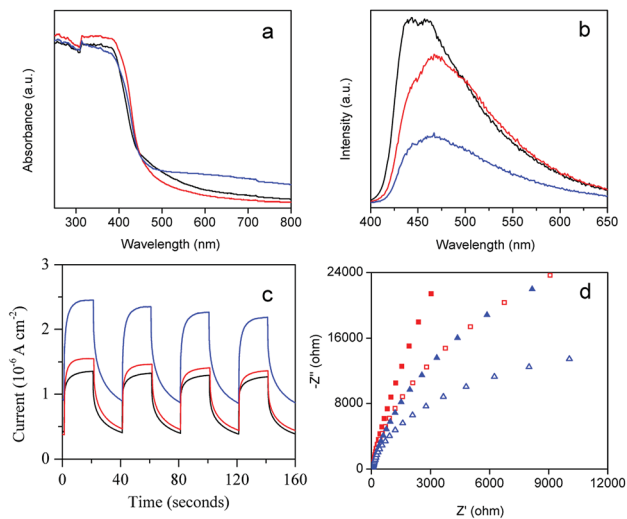 a
Absorbance (a.u.)
300 400 500 600 700 800
Wavelength (nm)
b
Intensity (a.u.)
400 450 500 550 600 650
Wavelength (nm)
c
Current (10⁻⁶ A cm⁻²)
3
2
1
0
0 40 80 120 160
Time (seconds)
d
-Z'' (ohm)
24000
16000
8000
0
0 3000 6000 9000 12000
Z' (ohm)